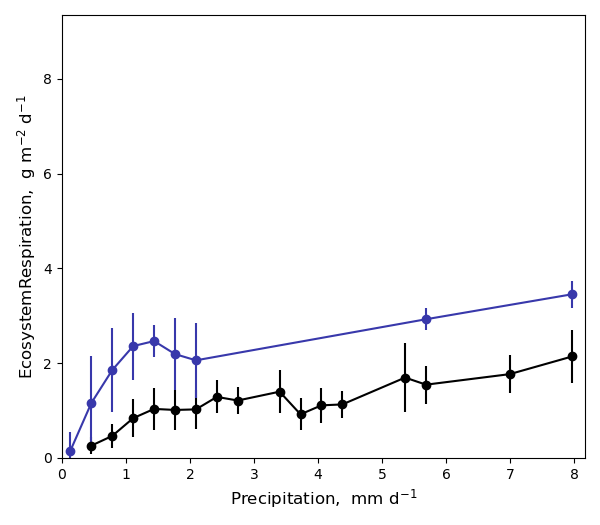 8
6
4
2
0
EcosystemRespiration, g m⁻² d⁻¹
0 1 2 3 4 5 6 7 8
Precipitation, mm d⁻¹